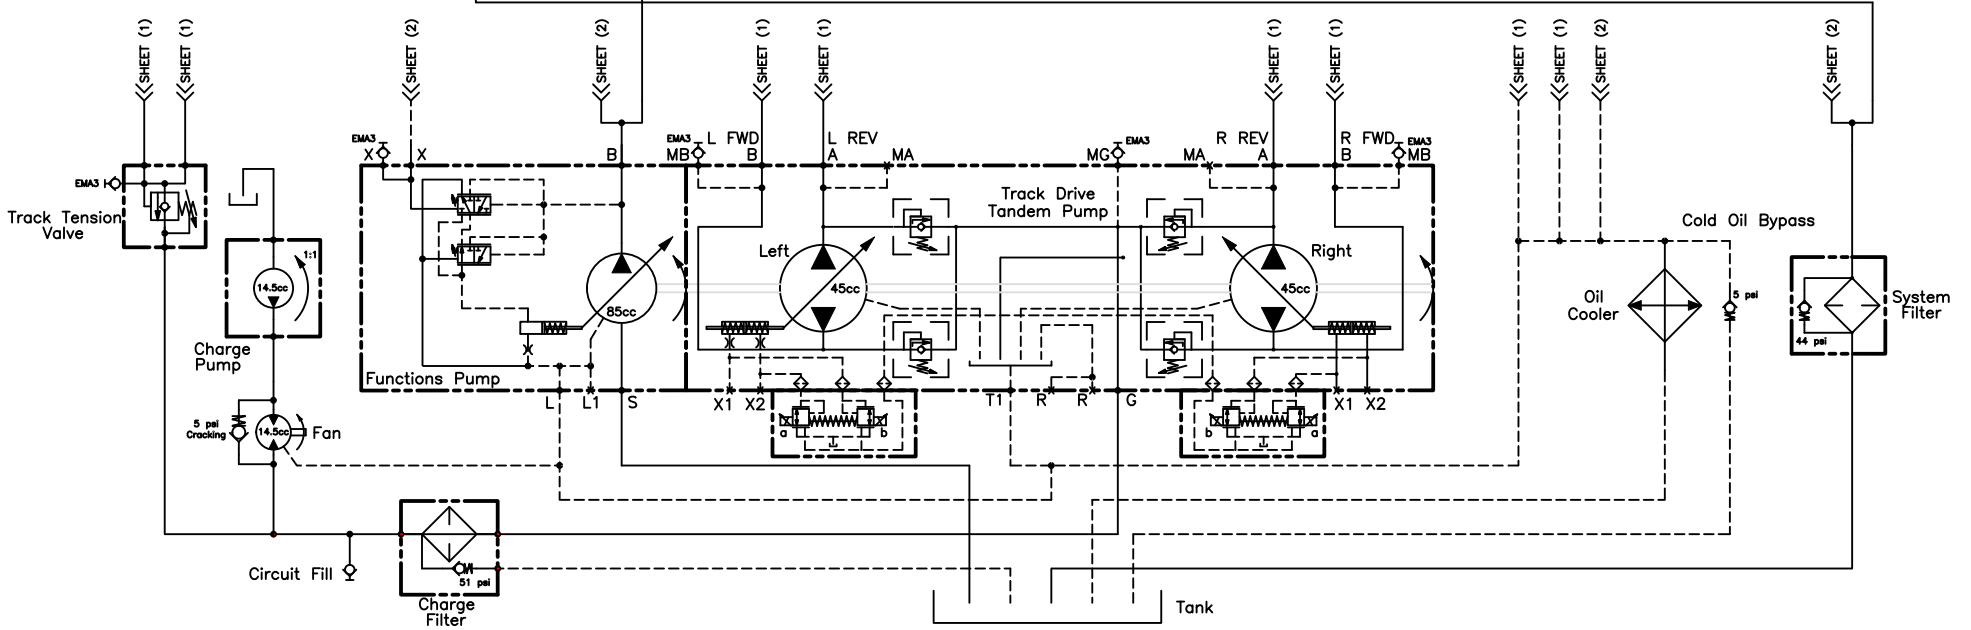 SHEET (1)
SHEET (1)
SHEET (2)
SHEET (2)
SHEET (1)
SHEET (1)
SHEET (1)
SHEET (1)
SHEET (1)
SHEET (1)
SHEET (2)
SHEET (2)
EMA3
X
X
B
EMA3
MB
L FWD
B
L REV
A
MA
MG
EMA3
MA
R REV
A
R FWD
B
EMA3
MB
EMA3
Track Tension
Valve
1:1
14.5cc
Charge
Pump
Track Drive
Tandem Pump
Left
Right
85cc
45cc
45cc
Cold Oil Bypass
Oil
Cooler
5 psi
System
Filter
44 psi
Functions Pump
L
L1
S
X1
X2
T1
R
R
G
X1
X2
a
b
b
a
5 psi
Cracking
14.5cc
Fan
Circuit Fill
51 psi
Charge
Filter
Tank